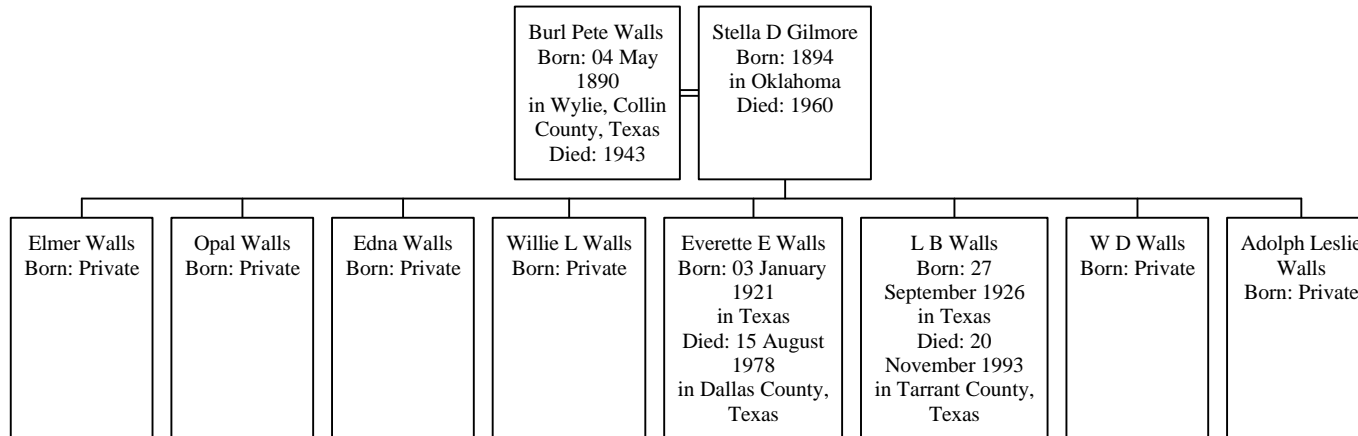 Burl Pete Walls
Born: 04 May
1890
in Wylie, Collin
County, Texas
Died: 1943
Stella D Gilmore
Born: 1894
in Oklahoma
Died: 1960
Elmer Walls
Born: Private
Opal Walls
Born: Private
Edna Walls
Born: Private
Willie L Walls
Born: Private
Everette E Walls
Born: 03 January
1921
in Texas
Died: 15 August
1978
in Dallas County,
Texas
L B Walls
Born: 27
September 1926
in Texas
Died: 20
November 1993
in Tarrant County,
Texas
W D Walls
Born: Private
Adolph Leslie
Walls
Born: Private